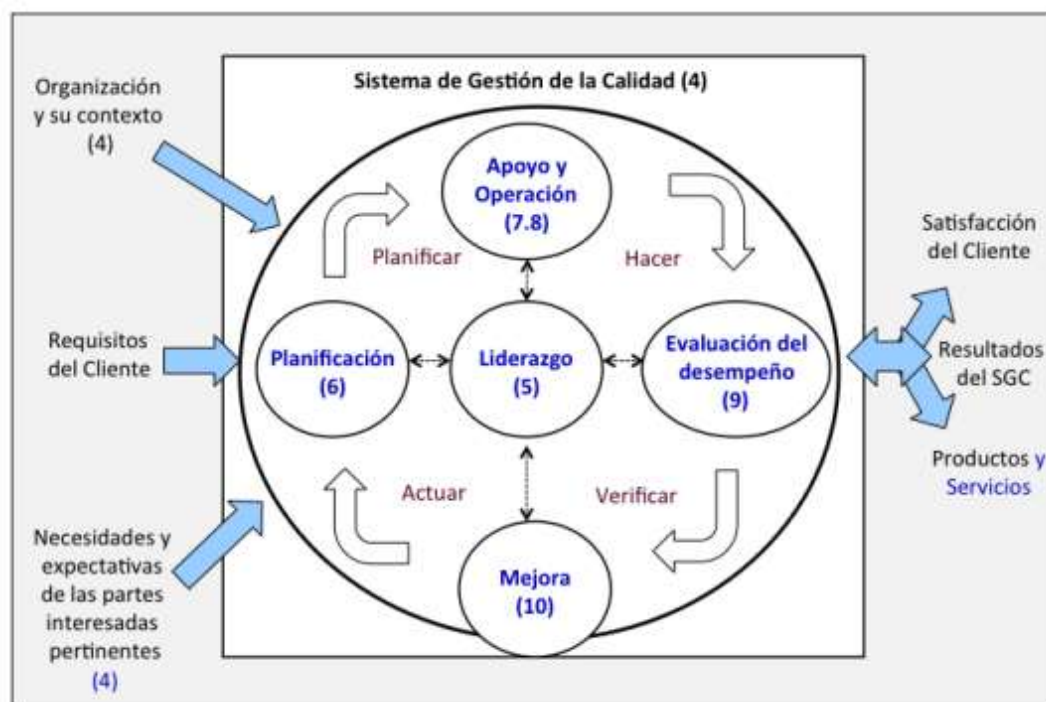 Sistema de Gestión de la Calidad (4)
Organización
y su contexto
(4)
Requisitos
del Cliente
Necesidades y
expectativas
de las partes
interesadas
pertinentes
(4)
Apoyo y
Operación
(7.8)
Planificar
Hacer
Planificación
(6)
Liderazgo
(5)
Evaluación del
desempeño
(9)
Actuar
Verificar
Mejora
(10)
Satisfacción
del Cliente
Resultados
del SGC
Productos y
Servicios